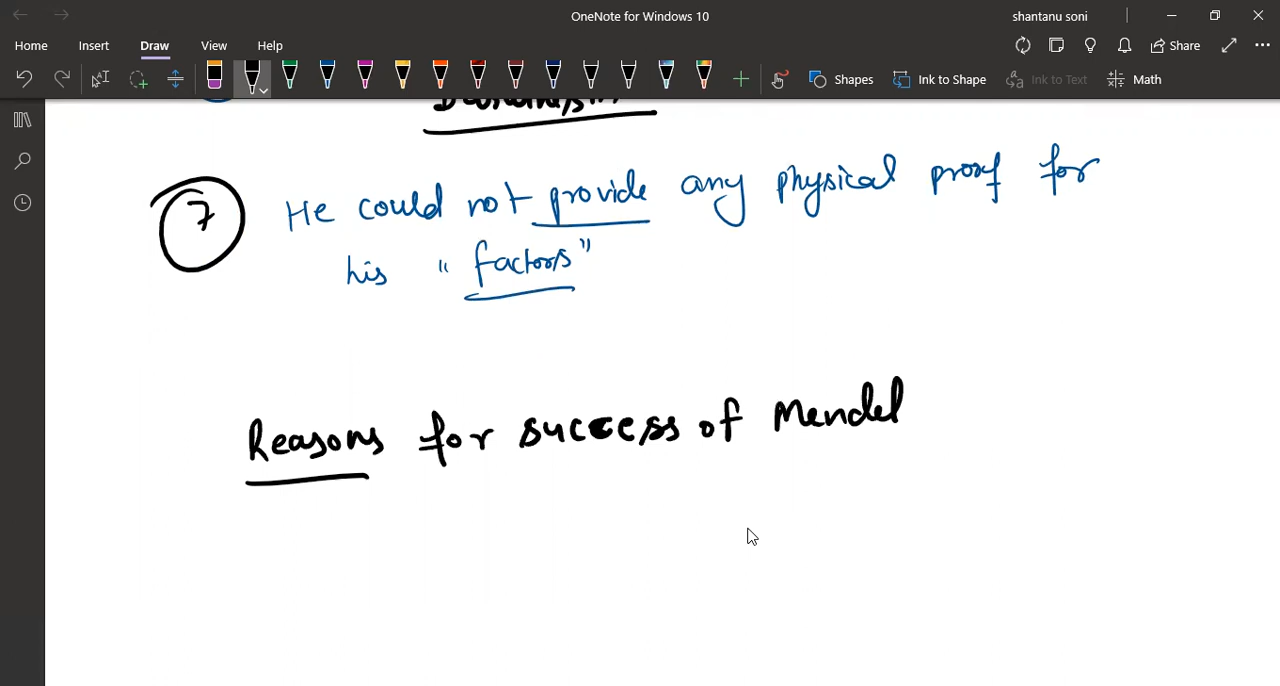 OneNote for Windows 10
shantanu soni
Home Insert Draw View Help
Share
Shapes Ink to Shape Ink to Text Math
7 He could not provide any physical proof for
his "factors"
Reasons for success of Mendel